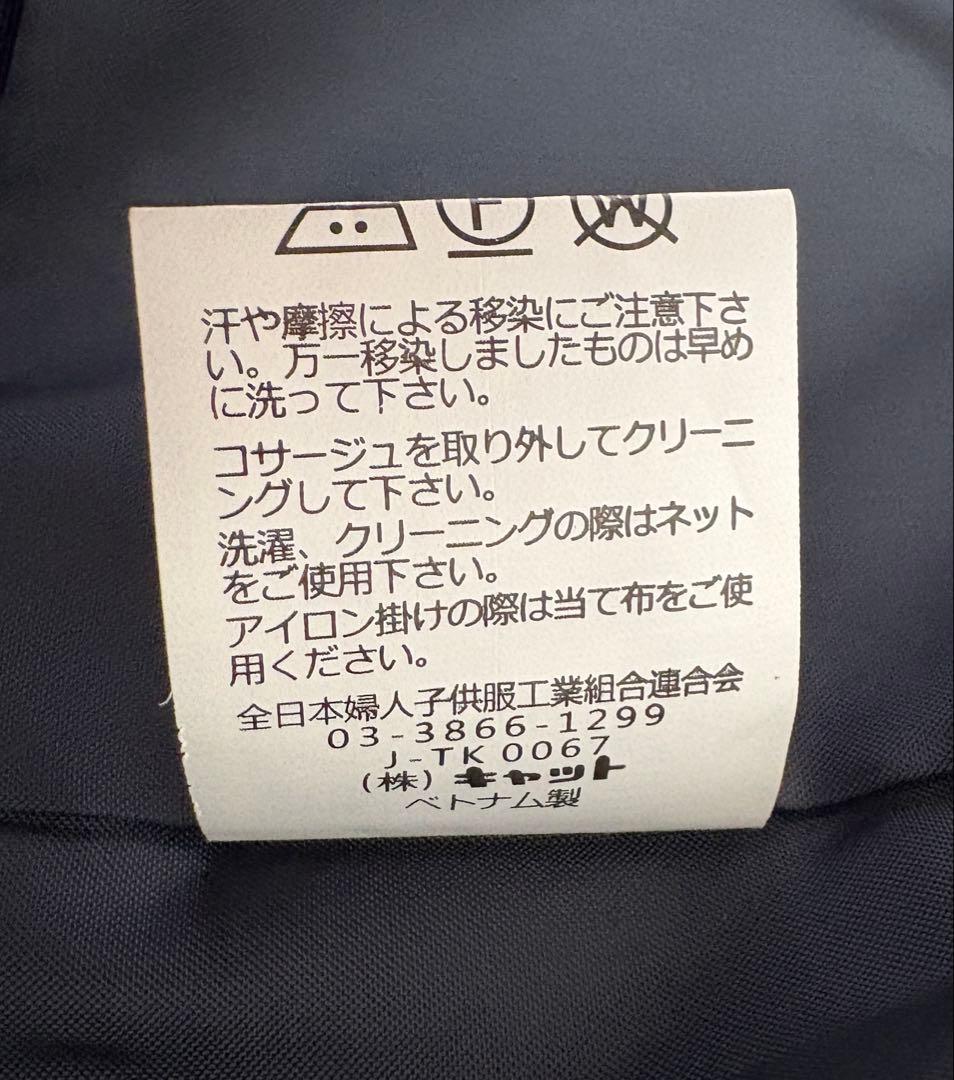 F
W
汗や摩擦による移染にご注意下さ
い。万一移染しましたものは早め
に洗って下さい。
コサージュを取り外してクリーニ
ングして下さい。
洗濯、クリーニングの際はネット
をご使用下さい。
アイロン掛けの際は当て布をご使
用ください。
全日本婦人子供服工業組合連合会
03-3866-1299
J-TK0067
(株)キャット
ベトナム製